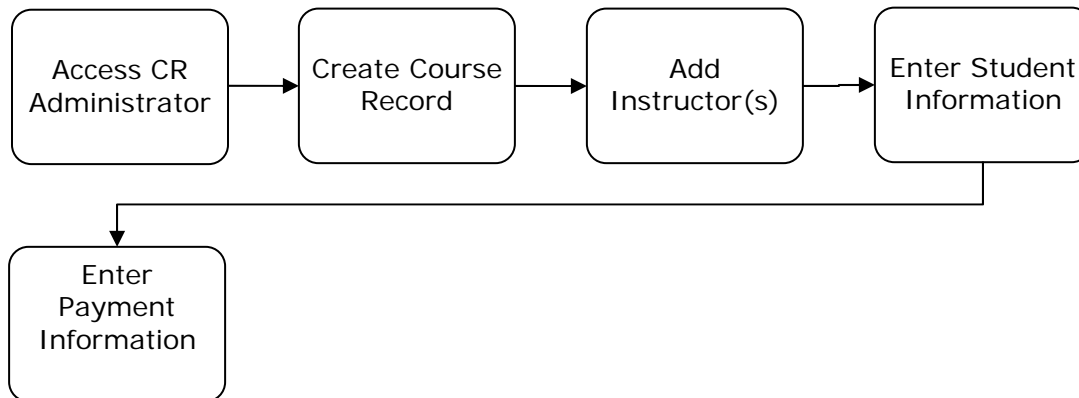 Access CR
Administrator
Create Course
Record
Add
Instructor(s)
Enter Student
Information
Enter
Payment
Information